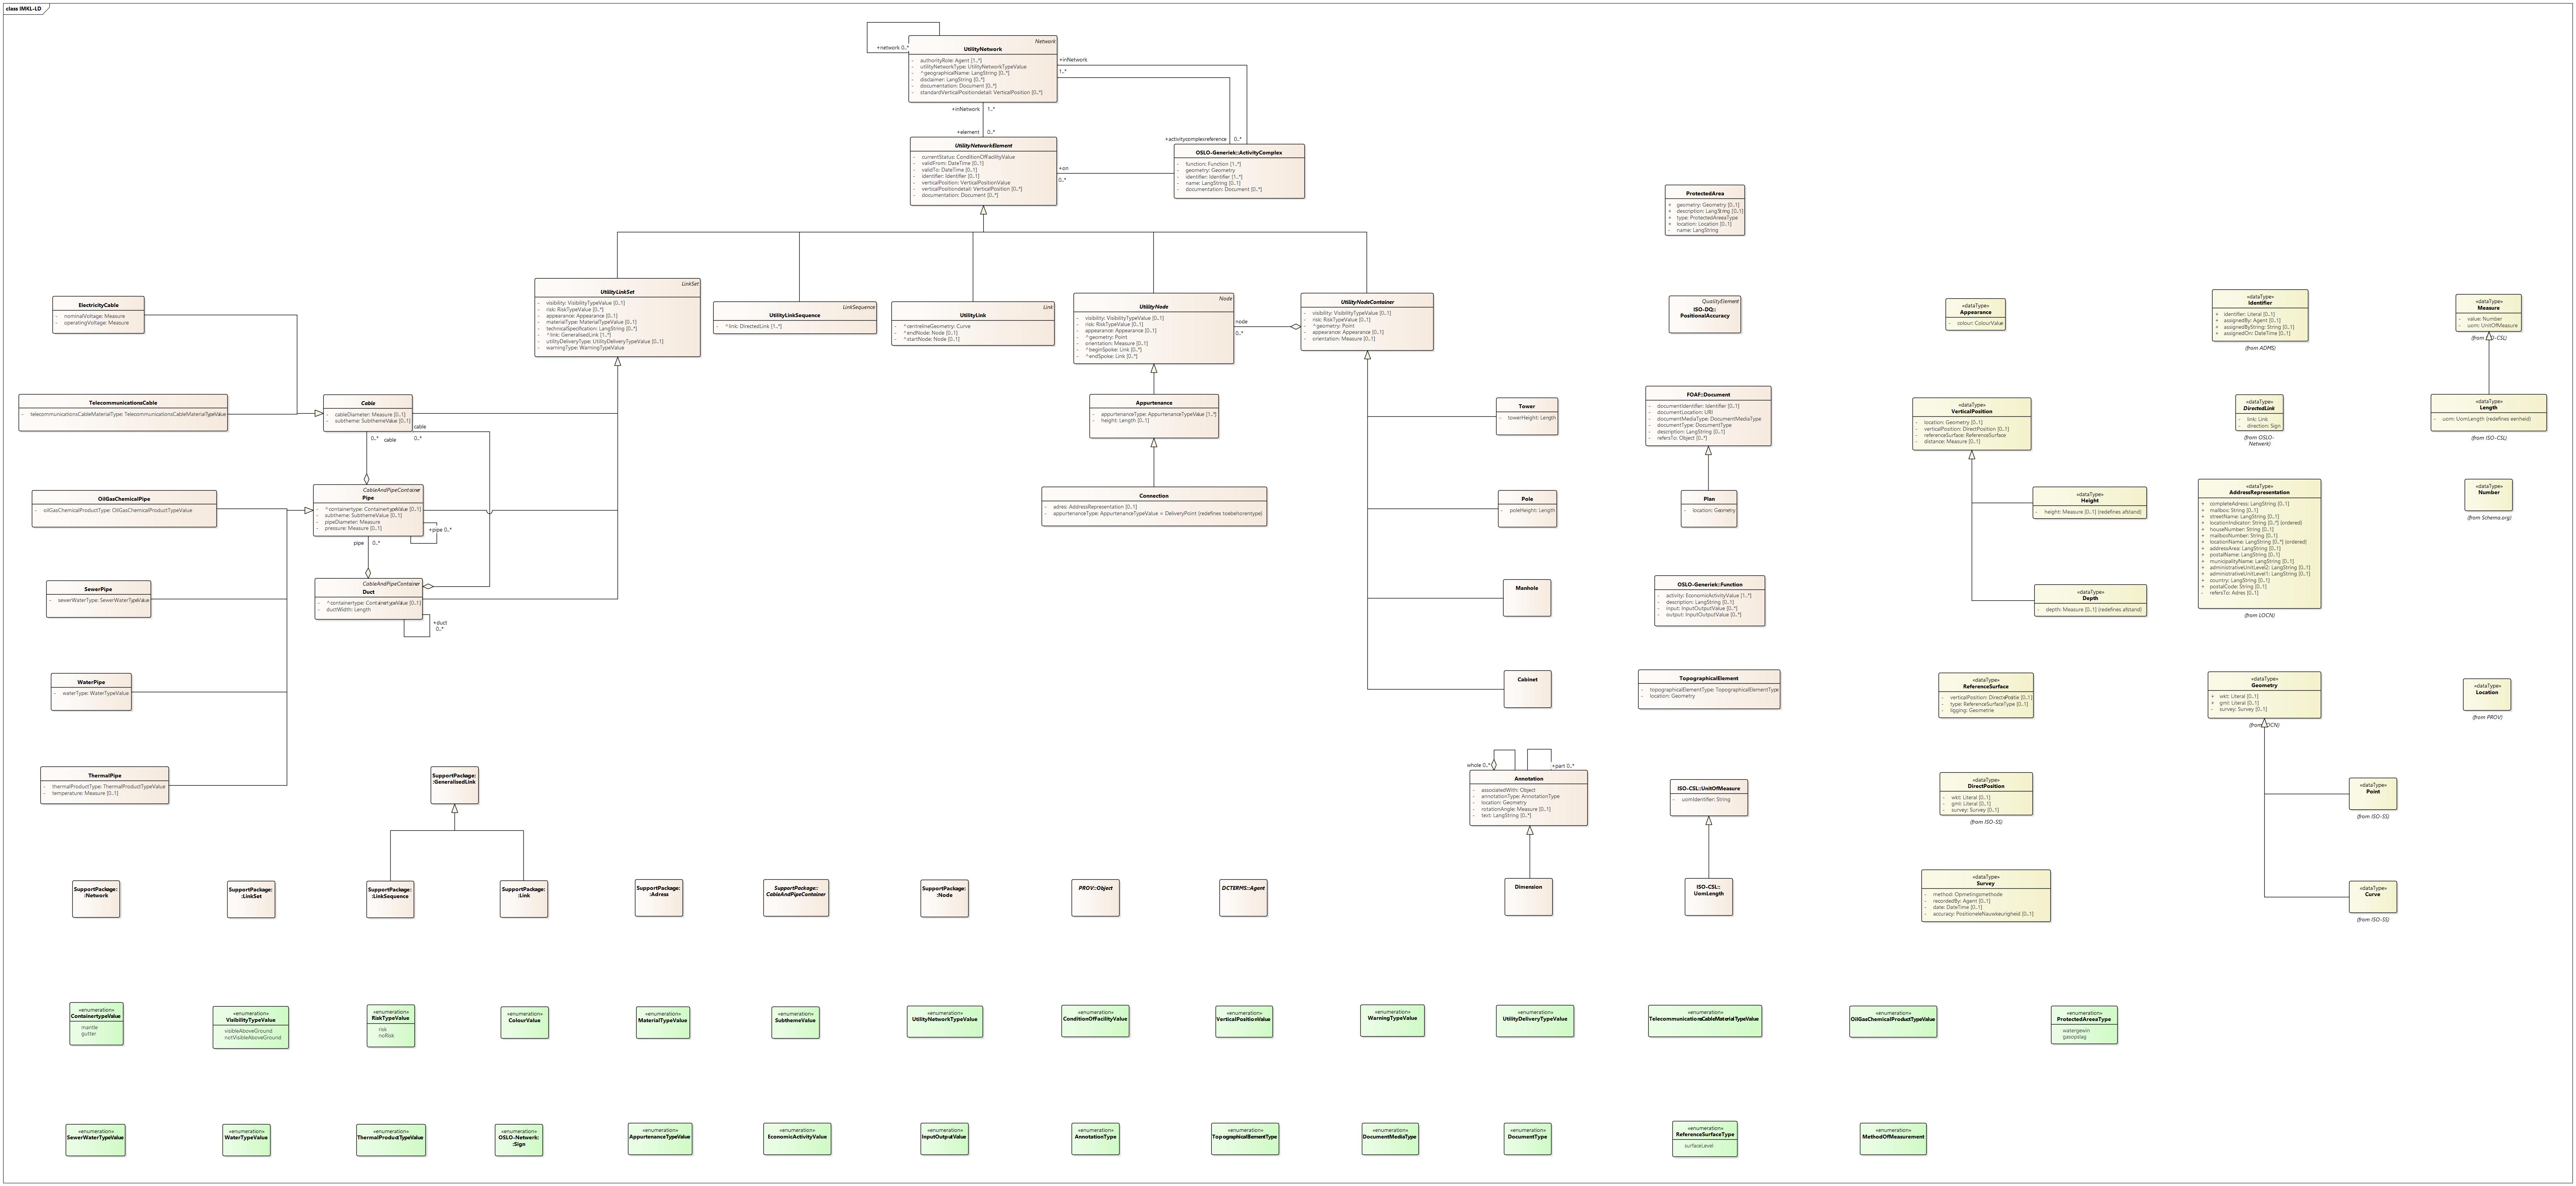 class IMKL-LD
+network 0..*
Network
UtilityNetwork
- authorityRole: Agent [1..*]
- utilityNetworkType: UtilityNetworkTypeValue
- ^geographicalName: LangString [0..*]
- disclaimer: LangString [0..*]
- documentation: Document [0..*]
- standardVerticalPositiondetail: VerticalPosition [0..*]
+inNetwork
1..*
+inNetwork 1..*
+element 0..*
+activitycomplexreference 0..*
UtilityNetworkElement
- currentStatus: ConditionOfFacilityValue
- validFrom: DateTime [0..1]
- validTo: DateTime [0..1]
- identifier: Identifier [0..1]
- verticalPosition: VerticalPositionValue
- verticalPositiondetail: VerticalPosition [0..*]
- documentation: Document [0..*]
+on
0..*
OSLO-Generiek::ActivityComplex
- function: Function [1..*]
- geometry: Geometry
- identifier: Identifier [1..*]
- name: LangString [0..1]
- documentation: Document [0..*]
ProtectedArea
+ geometry: Geometry [0..1]
+ description: LangString [0..1]
+ type: ProtectedAreeaType
+ location: Location [0..1]
- name: LangString
ElectricityCable
- nominalVoltage: Measure
- operatingVoltage: Measure
LinkSet
UtilityLinkSet
- visibility: VisibilityTypeValue [0..1]
- risk: RiskTypeValue [0..*]
- appearance: Appearance [0..1]
- materialType: MaterialTypeValue [0..1]
- technicalSpecification: LangString [0..*]
- ^link: GeneralisedLink [1..*]
- utilityDeliveryType: UtilityDeliveryTypeValue [0..1]
- warningType: WarningTypeValue
LinkSequence
UtilityLinkSequence
- ^link: DirectedLink [1..*]
Link
UtilityLink
- ^centrelineGeometry: Curve
- ^endNode: Node [0..1]
- ^startNode: Node [0..1]
Node
UtilityNode
- visibility: VisibilityTypeValue [0..1]
- risk: RiskTypeValue [0..1]
- appearance: Appearance [0..1]
- ^geometry: Point
- orientation: Measure [0..1]
- ^beginSpoke: Link [0..*]
- ^endSpoke: Link [0..*]
node
0..*
UtilityNodeContainer
- visibility: VisibilityTypeValue [0..1]
- risk: RiskTypeValue [0..1]
- ^geometry: Point
- appearance: Appearance [0..1]
- orientation: Measure [0..1]
QualityElement
ISO-DQ::
PositionalAccuracy
«dataType»
Appearance
- colour: ColourValue
«dataType»
Identifier
+ identifier: Literal [0..1]
+ assignedBy: Agent [0..1]
+ assignedByString: String [0..1]
+ assignedOn: DateTime [0..1]
(from ADMS)
«dataType»
Measure
- value: Number
- uom: UnitOfMeasure
TelecommunicationsCable
- telecommunicationsCableMaterialType: TelecommunicationsCableMaterialTypeValue
Cable
- cableDiameter: Measure [0..1]
- subtheme: SubthemeValue [0..1]
cable
0..*
0..* cable
Appurtenance
- appurtenanceType: AppurtenanceTypeValue [1..*]
- height: Length [0..1]
Tower
- towerHeight: Length
FOAF::Document
- documentIdentifier: Identifier [0..1]
- documentLocation: URI
- documentMediaType: DocumentMediaType
- documentType: DocumentType
- description: LangString [0..1]
- refersTo: Object [0..*]
«dataType»
VerticalPosition
- location: Geometry [0..1]
- verticalPosition: DirectPosition [0..1]
- referenceSurface: ReferenceSurface
- distance: Measure [0..1]
«dataType»
DirectedLink
- link: Link
- direction: Sign
(from OSLO-
Netwerk)
«dataType»
Length
- uom: UomLength (redefines eenheid)
(from ISO-CSL)
OilGasChemicalPipe
- oilGasChemicalProductType: OilGasChemicalProductTypeValue
CableAndPipeContainer
Pipe
- ^containertype: ContainertypeValue [0..1]
- subtheme: SubthemeValue [0..1]
- pipeDiameter: Measure
- pressure: Measure [0..1]
+pipe 0..*
pipe 0..*
Connection
- adres: AddressRepresentation [0..1]
- appurtenanceType: AppurtenanceTypeValue = DeliveryPoint (redefines toebehorentype)
Pole
- poleHeight: Length
Plan
- location: Geometry
«dataType»
Height
- height: Measure [0..1] (redefines afstand)
«dataType»
AddressRepresentation
+ completeAdress: LangString [0..1]
+ mailbox: String [0..1]
+ streetName: LangString [0..1]
+ locationIndicator: String [0..*] {ordered}
+ houseNumber: String [0..1]
+ mailboxNumber: String [0..1]
+ locationName: LangString [0..*] {ordered}
+ addressArea: LangString [0..1]
+ postalName: LangString [0..1]
+ municipalityName: LangString [0..1]
+ administrativeUnitLevel2: LangString [0..1]
+ administrativeUnitLevel1: LangString [0..1]
+ country: LangString [0..1]
+ postalCode: String [0..1]
- refersTo: Adres [0..1]
(from LOCN)
«dataType»
Number
(from Schema.org)
SewerPipe
- sewerWaterType: SewerWaterTypeValue
CableAndPipeContainer
Duct
- ^containertype: ContainertypeValue [0..1]
- ductWidth: Length
+duct
0..*
Manhole
OSLO-Generiek::Function
- activity: EconomicActivityValue [1..*]
- description: LangString [0..1]
- input: InputOutputValue [0..*]
- output: InputOutputValue [0..*]
«dataType»
Depth
- depth: Measure [0..1] (redefines afstand)
WaterPipe
- waterType: WaterTypeValue
Cabinet
TopographicalElement
- topographicalElementType: TopographicalElementType
- location: Geometry
«dataType»
ReferenceSurface
- verticalPosition: DirectePositie [0..1]
- type: ReferenceSurfaceType [0..1]
- ligging: Geometrie
«dataType»
Geometry
+ wkt: Literal [0..1]
+ gml: Literal [0..1]
- survey: Survey [0..1]
«dataType»
Location
(from PROV)
ThermalPipe
- thermalProductType: ThermalProductTypeValue
- temperature: Measure [0..1]
SupportPackage:
:GeneralisedLink
whole 0..*
+part 0..*
Annotation
- associatedWith: Object
- annotationType: AnnotationType
- location: Geometry
- rotationAngle: Measure [0..1]
- text: LangString [0..*]
ISO-CSL::UnitOfMeasure
- uomIdentifier: String
«dataType»
DirectPosition
- wkt: Literal [0..1]
- gml: Literal [0..1]
- survey: Survey [0..1]
(from ISO-SS)
«dataType»
Point
(from ISO-SS)
SupportPackage:
:Network
SupportPackage:
:LinkSet
SupportPackage:
:LinkSequence
SupportPackage:
:Link
SupportPackage:
:Adress
SupportPackage::
CableAndPipeContainer
SupportPackage:
:Node
PROV::Object
DCTERMS::Agent
Dimension
ISO-CSL::
UomLength
«dataType»
Survey
- method: Opmetingsmethode
- recordedBy: Agent [0..1]
- date: DateTime [0..1]
- accuracy: PositioneleNauwkeurigheid [0..1]
«dataType»
Curve
(from ISO-SS)
«enumeration»
ContainertypeValue
mantle
gutter
«enumeration»
VisibilityTypeValue
visibleAboveGround
notVisibleAboveGround
«enumeration»
RiskTypeValue
risk
noRisk
«enumeration»
ColourValue
«enumeration»
MaterialTypeValue
«enumeration»
SubthemeValue
«enumeration»
UtilityNetworkTypeValue
«enumeration»
ConditionOfFacilityValue
«enumeration»
VerticalPositionValue
«enumeration»
WarningTypeValue
«enumeration»
UtilityDeliveryTypeValue
«enumeration»
TelecommunicationsCableMaterialTypeValue
«enumeration»
OilGasChemicalProductTypeValue
«enumeration»
ProtectedAreeaType
watergewin
gasopslag
«enumeration»
SewerWaterTypeValue
«enumeration»
WaterTypeValue
«enumeration»
ThermalProductTypeValue
«enumeration»
OSLO-Netwerk:
:Sign
«enumeration»
AppurtenanceTypeValue
«enumeration»
EconomicActivityValue
«enumeration»
InputOutputValue
«enumeration»
AnnotationType
«enumeration»
TopographicalElementType
«enumeration»
DocumentMediaType
«enumeration»
DocumentType
«enumeration»
ReferenceSurfaceType
surfaceLevel
«enumeration»
MethodOfMeasurement